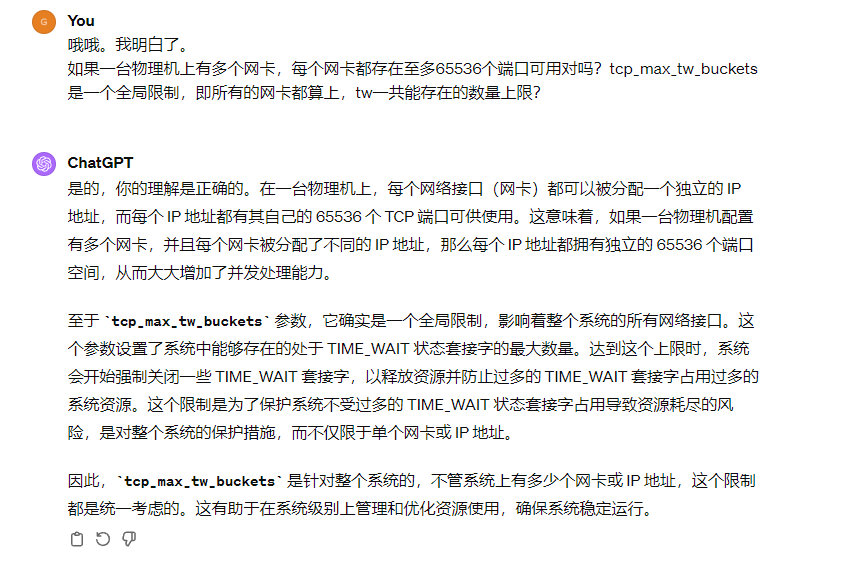 G
You
哦哦。我明白了。
如果一台物理机上有多个网卡，每个网卡都存在至多65536个端口可用对吗？tcp_max_tw_buckets
是一个全局限制，即所有的网卡都算上，tw一共能存在的数量上限？
ChatGPT
是的，你的理解是正确的。在一台物理机上，每个网络接口（网卡）都可以被分配一个独立的 IP
地址，而每个 IP 地址都有其自己的 65536 个 TCP 端口可供使用。这意味着，如果一台物理机配置
有多个网卡，并且每个网卡被分配了不同的 IP 地址，那么每个 IP 地址都拥有独立的 65536 个端口
空间，从而大大增加了并发处理能力。
至于 `tcp_max_tw_buckets` 参数，它确实是一个全局限制，影响着整个系统的所有网络接口。这
个参数设置了系统中能够存在的处于 TIME_WAIT 状态套接字的最大数量。达到这个上限时，系统
会开始强制关闭一些 TIME_WAIT 套接字，以释放资源并防止过多的 TIME_WAIT 套接字占用过多的
系统资源。这个限制是为了保护系统不受过多的 TIME_WAIT 状态套接字占用导致资源耗尽的风
险，是对整个系统的保护措施，而不仅限于单个网卡或 IP 地址。
因此，`tcp_max_tw_buckets` 是针对整个系统的，不管系统上有多少个网卡或 IP 地址，这个限制
都是统一考虑的。这有助于在系统级别上管理和优化资源使用，确保系统稳定运行。